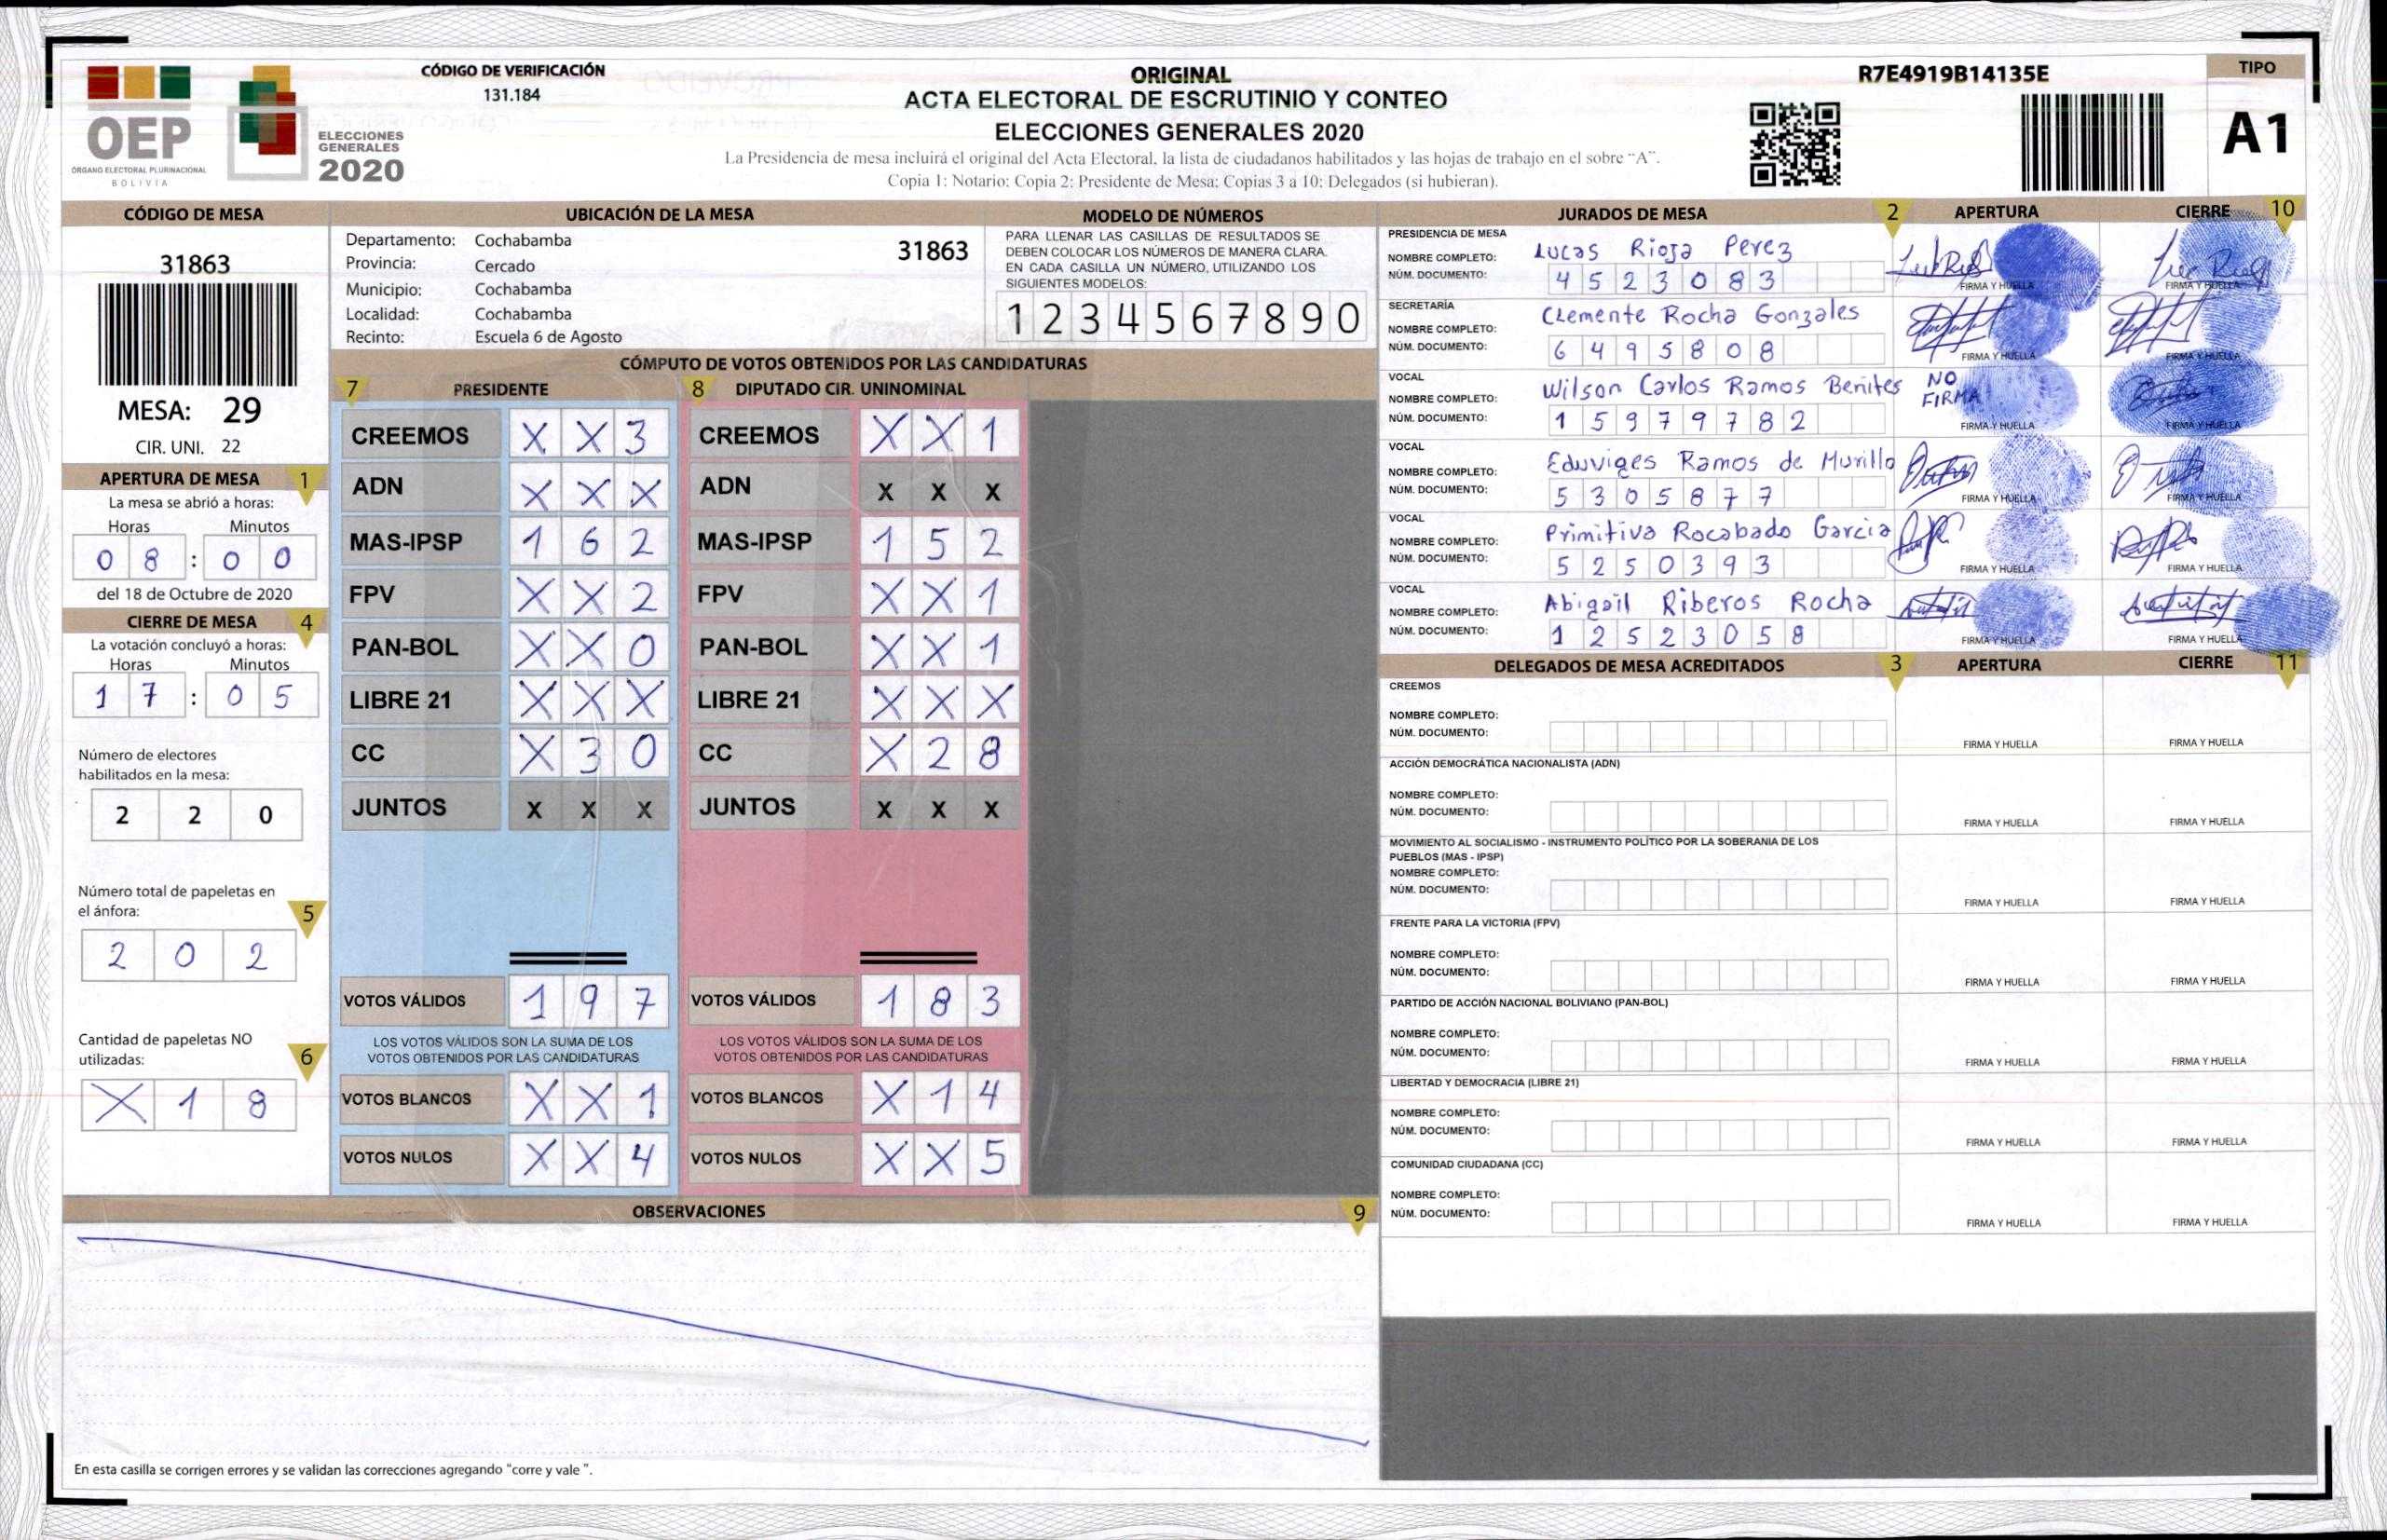 CÓDIGO DE VERIFICACIÓN
131.184
OEP
ÓRGANO ELECTORAL PLURINACIONAL
BOLIVIA
ELECCIONES
GENERALES
2020
ORIGINAL
ACTA ELECTORAL DE ESCRUTINIO Y CONTEO
ELECCIONES GENERALES 2020
La Presidencia de mesa incluirá el original del Acta Electoral, la lista de ciudadanos habilitados y las hojas de trabajo en el sobre "A".
Copia 1: Notario: Copia 2: Presidente de Mesa: Copias 3 a 10: Delegados (si hubieran).
R7E4919B14135E
TIPO
A1
CÓDIGO DE MESA
31863
MESA: 29
CIR. UNI. 22
APERTURA DE MESA 1
La mesa se abrió a horas:
Horas Minutos
0 8 : 0 0
del 18 de Octubre de 2020
CIERRE DE MESA 4
La votación concluyó a horas:
Horas Minutos
1 7 : 0 5
Número de electores
habilitados en la mesa:
2 2 0
Número total de papeletas en
el ánfora: 5
2 0 2
Cantidad de papeletas NO
utilizadas: 6
X 1 8
UBICACIÓN DE LA MESA
Departamento: Cochabamba 31863
Provincia: Cercado
Municipio: Cochabamba
Localidad: Cochabamba
Recinto: Escuela 6 de Agosto
MODELO DE NÚMEROS
PARA LLENAR LAS CASILLAS DE RESULTADOS SE
DEBEN COLOCAR LOS NÚMEROS DE MANERA CLARA.
EN CADA CASILLA UN NÚMERO, UTILIZANDO LOS
SIGUIENTES MODELOS:
1 2 3 4 5 6 7 8 9 0
CÓMPUTO DE VOTOS OBTENIDOS POR LAS CANDIDATURAS
7 PRESIDENTE 8 DIPUTADO CIR. UNINOMINAL
CREEMOS X X 3 CREEMOS X X 1
ADN X X X ADN X X X
MAS-IPSP 1 6 2 MAS-IPSP 1 5 2
FPV X X 2 FPV X X 1
PAN-BOL X X 0 PAN-BOL X X 1
LIBRE 21 X X X LIBRE 21 X X X
CC X 3 0 CC X 2 8
JUNTOS X X X JUNTOS X X X
VOTOS VÁLIDOS 1 9 7 VOTOS VÁLIDOS 1 8 3
LOS VOTOS VÁLIDOS SON LA SUMA DE LOS LOS VOTOS VÁLIDOS SON LA SUMA DE LOS
VOTOS OBTENIDOS POR LAS CANDIDATURAS VOTOS OBTENIDOS POR LAS CANDIDATURAS
VOTOS BLANCOS X X 1 VOTOS BLANCOS X 1 4
VOTOS NULOS X X 4 VOTOS NULOS X X 5
OBSERVACIONES 9
En esta casilla se corrigen errores y se validan las correcciones agregando "corre y vale ".
JURADOS DE MESA 2 APERTURA CIERRE 10
PRESIDENCIA DE MESA
NOMBRE COMPLETO: Lucas Rioja Perez
NÚM. DOCUMENTO: 4 5 2 3 0 8 3
FIRMA Y HUELLA FIRMA Y HUELLA
SECRETARÍA
NOMBRE COMPLETO: Clemente Rocha Gonzales
NÚM. DOCUMENTO: 6 4 9 5 8 0 8
FIRMA Y HUELLA FIRMA Y HUELLA
VOCAL
NOMBRE COMPLETO: Wilson Carlos Ramos Benites NO FIRMA
NÚM. DOCUMENTO: 1 5 9 7 9 7 8 2
FIRMA Y HUELLA FIRMA Y HUELLA
VOCAL
NOMBRE COMPLETO: Eduviges Ramos de Murillo
NÚM. DOCUMENTO: 5 3 0 5 8 7 7
FIRMA Y HUELLA FIRMA Y HUELLA
VOCAL
NOMBRE COMPLETO: Primitiva Rocabado Garcia
NÚM. DOCUMENTO: 5 2 5 0 3 9 3
FIRMA Y HUELLA FIRMA Y HUELLA
VOCAL
NOMBRE COMPLETO: Abigail Riberos Rocha
NÚM. DOCUMENTO: 1 2 5 2 3 0 5 8
FIRMA Y HUELLA FIRMA Y HUELLA
DELEGADOS DE MESA ACREDITADOS 3 APERTURA CIERRE 11
CREEMOS
NOMBRE COMPLETO:
NÚM. DOCUMENTO:
FIRMA Y HUELLA FIRMA Y HUELLA
ACCIÓN DEMOCRÁTICA NACIONALISTA (ADN)
NOMBRE COMPLETO:
NÚM. DOCUMENTO:
FIRMA Y HUELLA FIRMA Y HUELLA
MOVIMIENTO AL SOCIALISMO - INSTRUMENTO POLÍTICO POR LA SOBERANIA DE LOS
PUEBLOS (MAS - IPSP)
NOMBRE COMPLETO:
NÚM. DOCUMENTO:
FIRMA Y HUELLA FIRMA Y HUELLA
FRENTE PARA LA VICTORIA (FPV)
NOMBRE COMPLETO:
NÚM. DOCUMENTO:
FIRMA Y HUELLA FIRMA Y HUELLA
PARTIDO DE ACCIÓN NACIONAL BOLIVIANO (PAN-BOL)
NOMBRE COMPLETO:
NÚM. DOCUMENTO:
FIRMA Y HUELLA FIRMA Y HUELLA
LIBERTAD Y DEMOCRACIA (LIBRE 21)
NOMBRE COMPLETO:
NÚM. DOCUMENTO:
FIRMA Y HUELLA FIRMA Y HUELLA
COMUNIDAD CIUDADANA (CC)
NOMBRE COMPLETO:
NÚM. DOCUMENTO:
FIRMA Y HUELLA FIRMA Y HUELLA